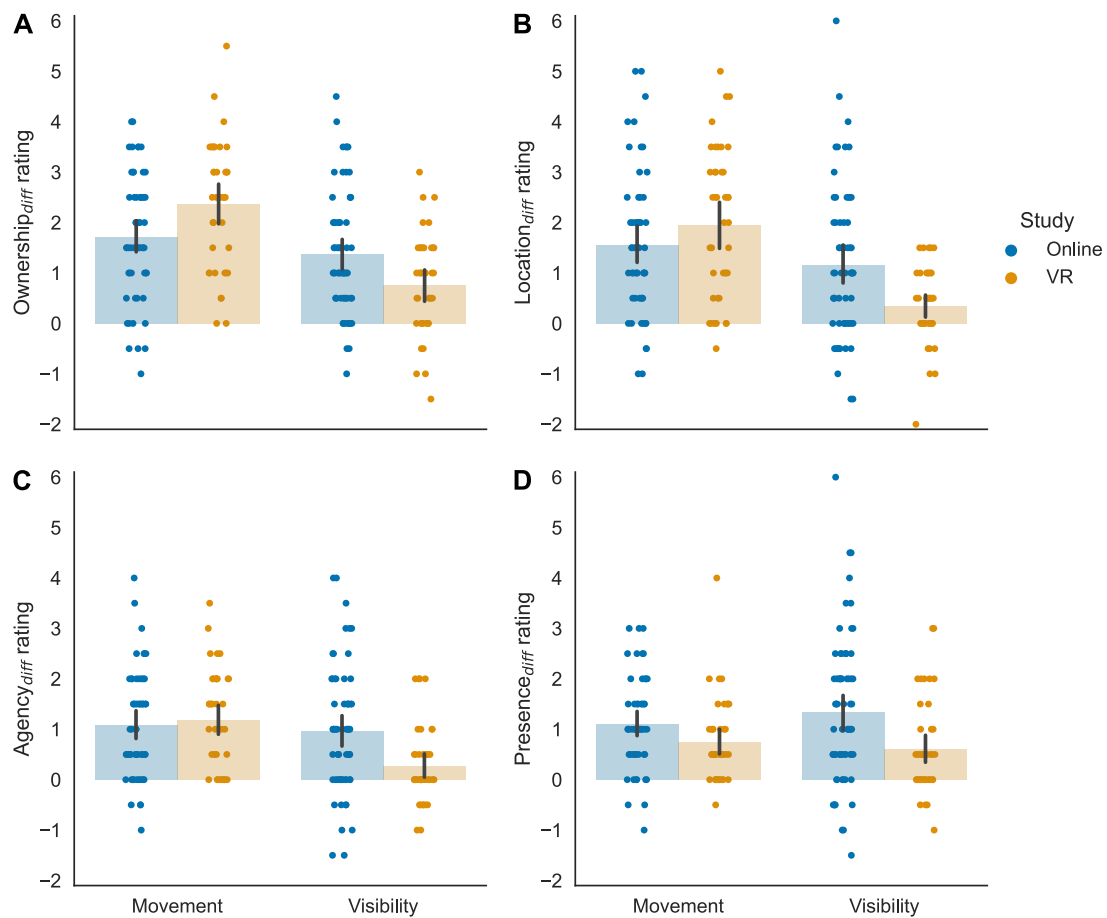 A
6
5
4
3
2
1
0
−1
−2
Ownership diff rating
B
6
5
4
3
2
1
0
−1
−2
Location diff rating
Study
Online
VR
C
6
5
4
3
2
1
0
−1
−2
Agency diff rating
Movement
Visibility
D
6
5
4
3
2
1
0
−1
−2
Presence diff rating
Movement
Visibility